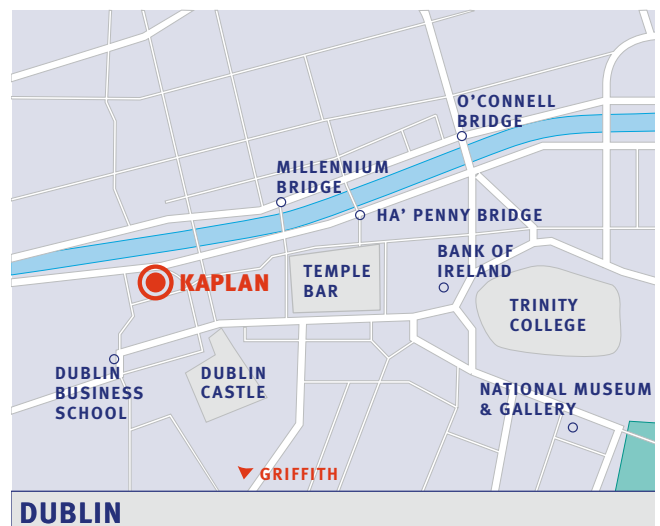 O'CONNELL
BRIDGE
MILLENNIUM
BRIDGE
HA' PENNY BRIDGE
BANK OF
IRELAND
TEMPLE
BAR
KAPLAN
TRINITY
COLLEGE
DUBLIN
BUSINESS
SCHOOL
DUBLIN
CASTLE
NATIONAL MUSEUM
& GALLERY
GRIFFITH
DUBLIN